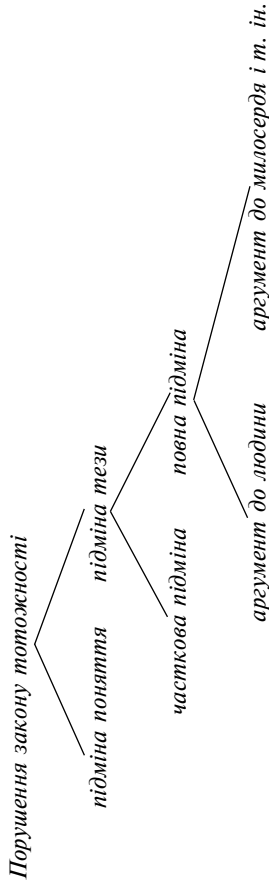 Порушення закону тотожності
підміна поняття підміна тези
часткова підміна повна підміна
аргумент до людини аргумент до милосердя і т. ін.